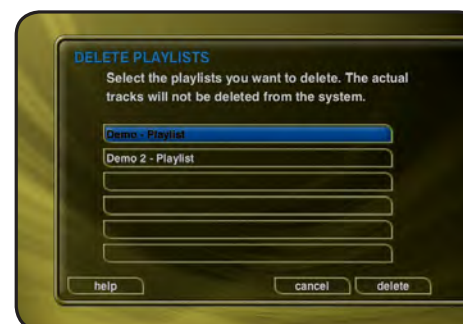 DELETE PLAYLISTS
Select the playlists you want to delete. The actual
tracks will not be deleted from the system.
Demo - Playlist
Demo 2 - Playlist
help
cancel
delete